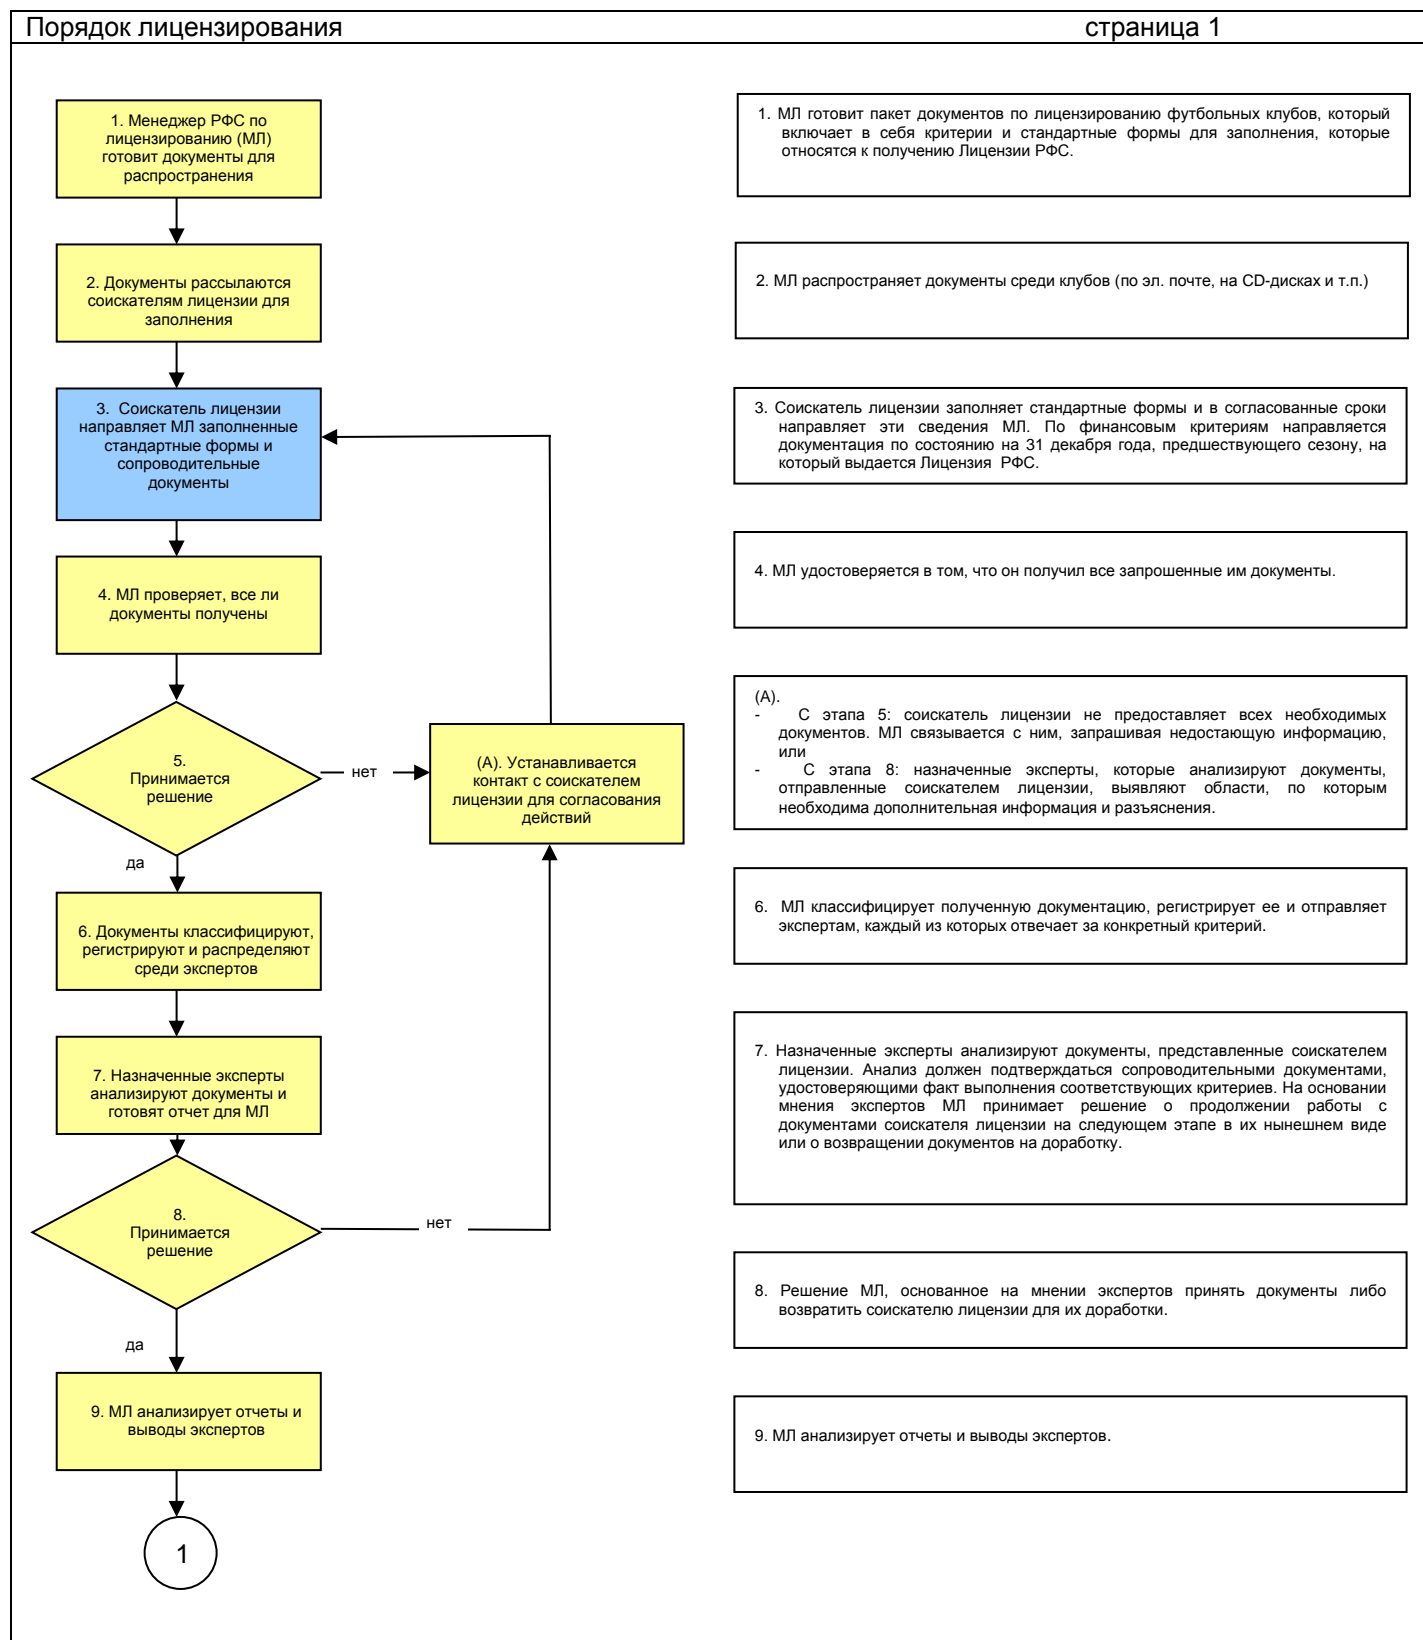 Порядок лицензирования страница 1
1. Менеджер РФС по
лицензированию (МЛ)
готовит документы для
распространения
1. МЛ готовит пакет документов по лицензированию футбольных клубов, который
включает в себя критерии и стандартные формы для заполнения, которые
относятся к получению Лицензии РФС.
2. Документы рассылаются
соискателям лицензии для
заполнения
2. МЛ распространяет документы среди клубов (по эл. почте, на CD-дисках и т.п.)
3. Соискатель лицензии
направляет МЛ заполненные
стандартные формы и
сопроводительные
документы
3. Соискатель лицензии заполняет стандартные формы и в согласованные сроки
направляет эти сведения МЛ. По финансовым критериям направляется
документация по состоянию на 31 декабря года, предшествующего сезону, на
который выдается Лицензия РФС.
4. МЛ проверяет, все ли
документы получены
4. МЛ удостоверяется в том, что он получил все запрошенные им документы.
5.
Принимается
решение
нет
да
(А). Устанавливается
контакт с соискателем
лицензии для согласования
действий
(А).
- С этапа 5: соискатель лицензии не предоставляет всех необходимых
документов. МЛ связывается с ним, запрашивая недостающую информацию,
или
- С этапа 8: назначенные эксперты, которые анализируют документы,
отправленные соискателем лицензии, выявляют области, по которым
необходима дополнительная информация и разъяснения.
6. Документы классифицируют,
регистрируют и распределяют
среди экспертов
6. МЛ классифицирует полученную документацию, регистрирует ее и отправляет
экспертам, каждый из которых отвечает за конкретный критерий.
7. Назначенные эксперты
анализируют документы и
готовят отчет для МЛ
7. Назначенные эксперты анализируют документы, представленные соискателем
лицензии. Анализ должен подтверждаться сопроводительными документами,
удостоверяющими факт выполнения соответствующих критериев. На основании
мнения экспертов МЛ принимает решение о продолжении работы с
документами соискателя лицензии на следующем этапе в их нынешнем виде
или о возвращении документов на доработку.
8.
Принимается
решение
нет
да
8. Решение МЛ, основанное на мнении экспертов принять документы либо
возвратить соискателю лицензии для их доработки.
9. МЛ анализирует отчеты и
выводы экспертов
9. МЛ анализирует отчеты и выводы экспертов.
1